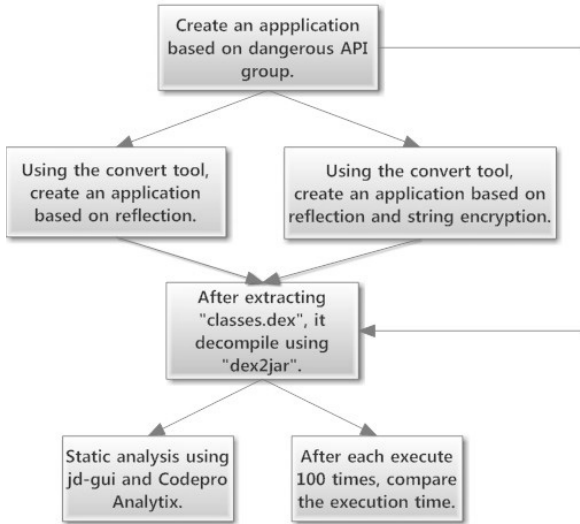 Create an appplication
based on dangerous API
group.
Using the convert tool,
create an application
based on reflection.
Using the convert tool,
create an application based on
reflection and string encryption.
After extracting
"classes.dex", it
decompile using
"dex2jar".
Static analysis using
jd-gui and Codepro
Analytix.
After each execute
100 times, compare
the execution time.